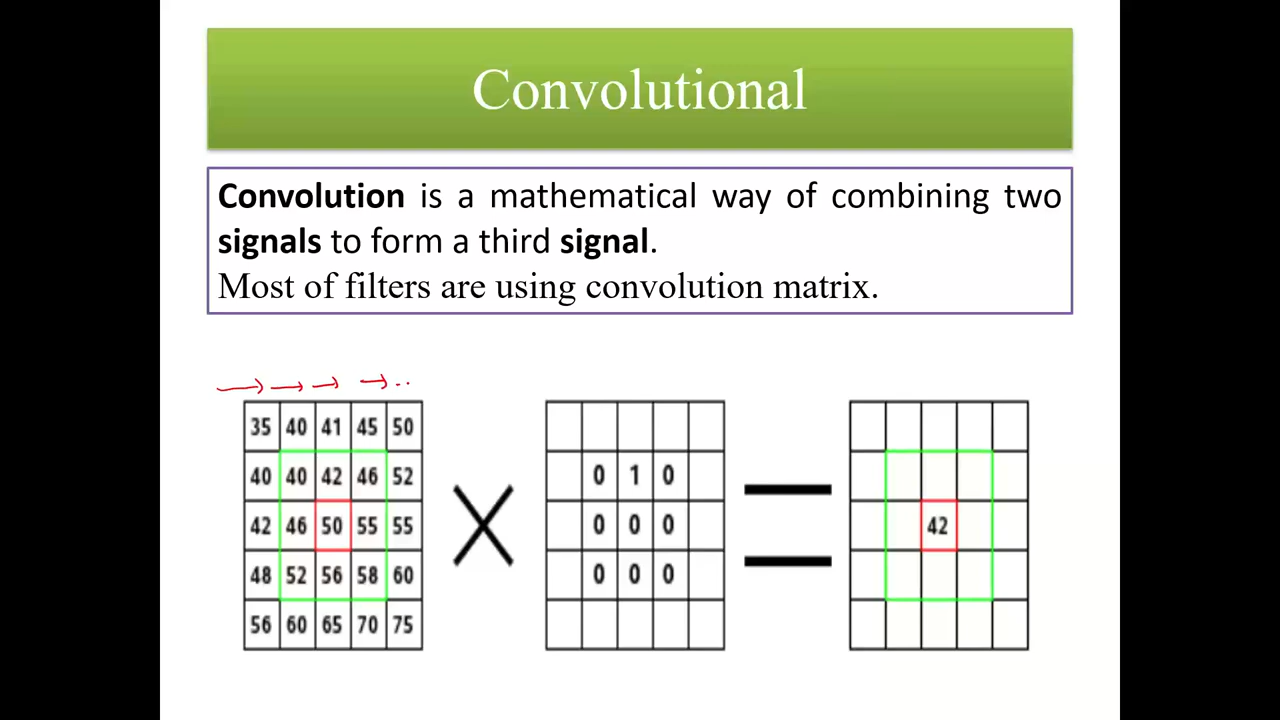 Convolutional
Convolution is a mathematical way of combining two
signals to form a third signal.
Most of filters are using convolution matrix.
35 40 41 45 50
40 40 42 46 52
42 46 50 55 55
48 52 56 58 60
56 60 65 70 75
0 1 0
0 0 0
0 0 0
42